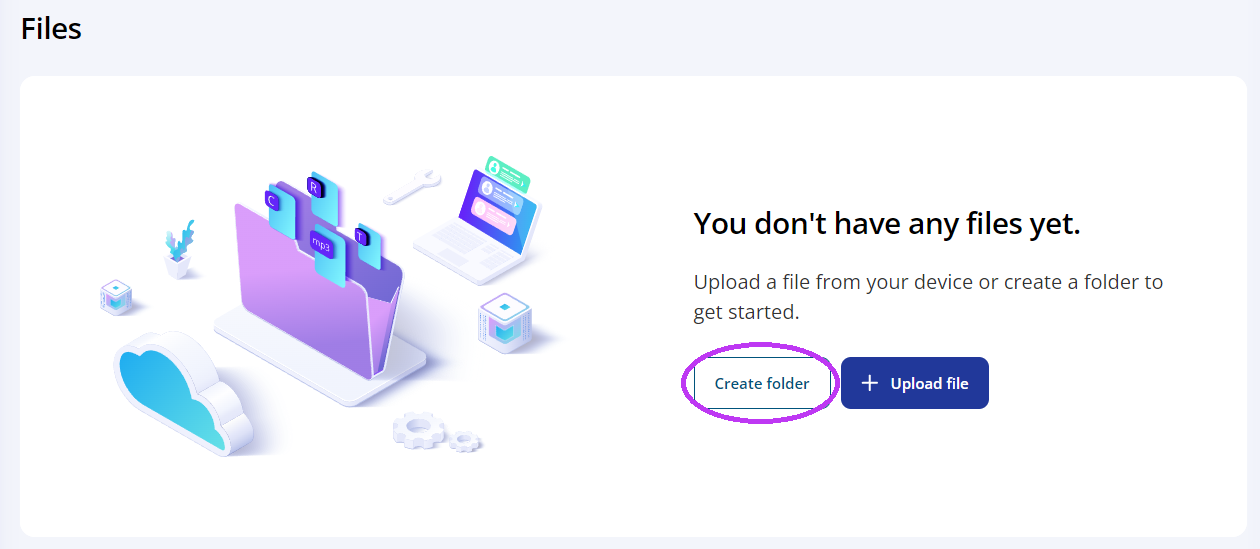 Files
C
R
mp3
T
You don't have any files yet.
Upload a file from your device or create a folder to
get started.
Create folder
+ Upload file